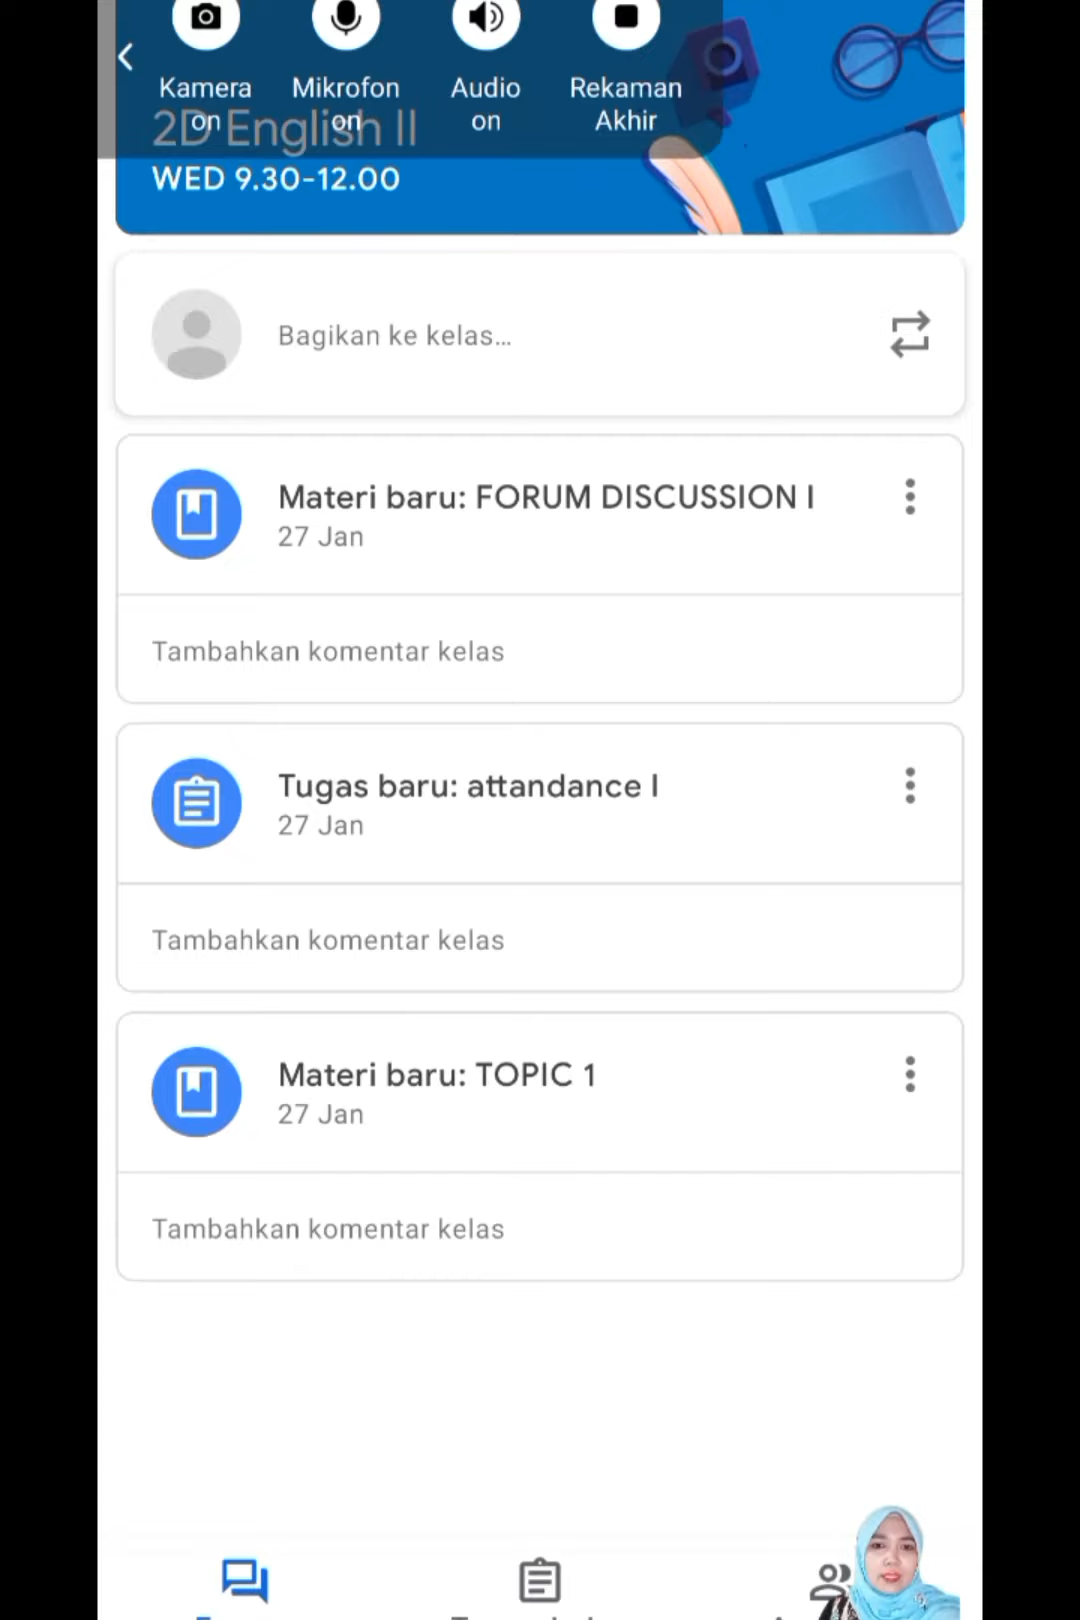 Kamera on
Mikrofon on
Audio on
Rekaman Akhir
2D English II
WED 9.30-12.00
Bagikan ke kelas...
Materi baru: FORUM DISCUSSION I
27 Jan
Tambahkan komentar kelas
Tugas baru: attandance I
27 Jan
Tambahkan komentar kelas
Materi baru: TOPIC 1
27 Jan
Tambahkan komentar kelas